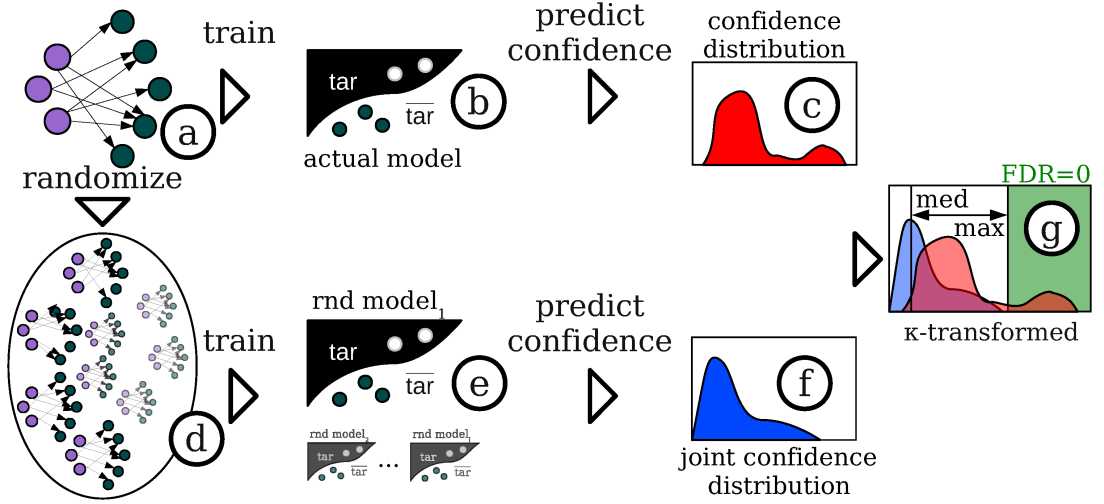 train
predict
confidence
confidence
distribution
tar
tar
a
b
c
actual model
randomize
FDR=0
med
max
g
κ-transformed
rnd model1
predict
confidence
train
tar
tar
d
e
f
rnd model2
tar
tar
...
rnd model
tar
tar
joint confidence
distribution